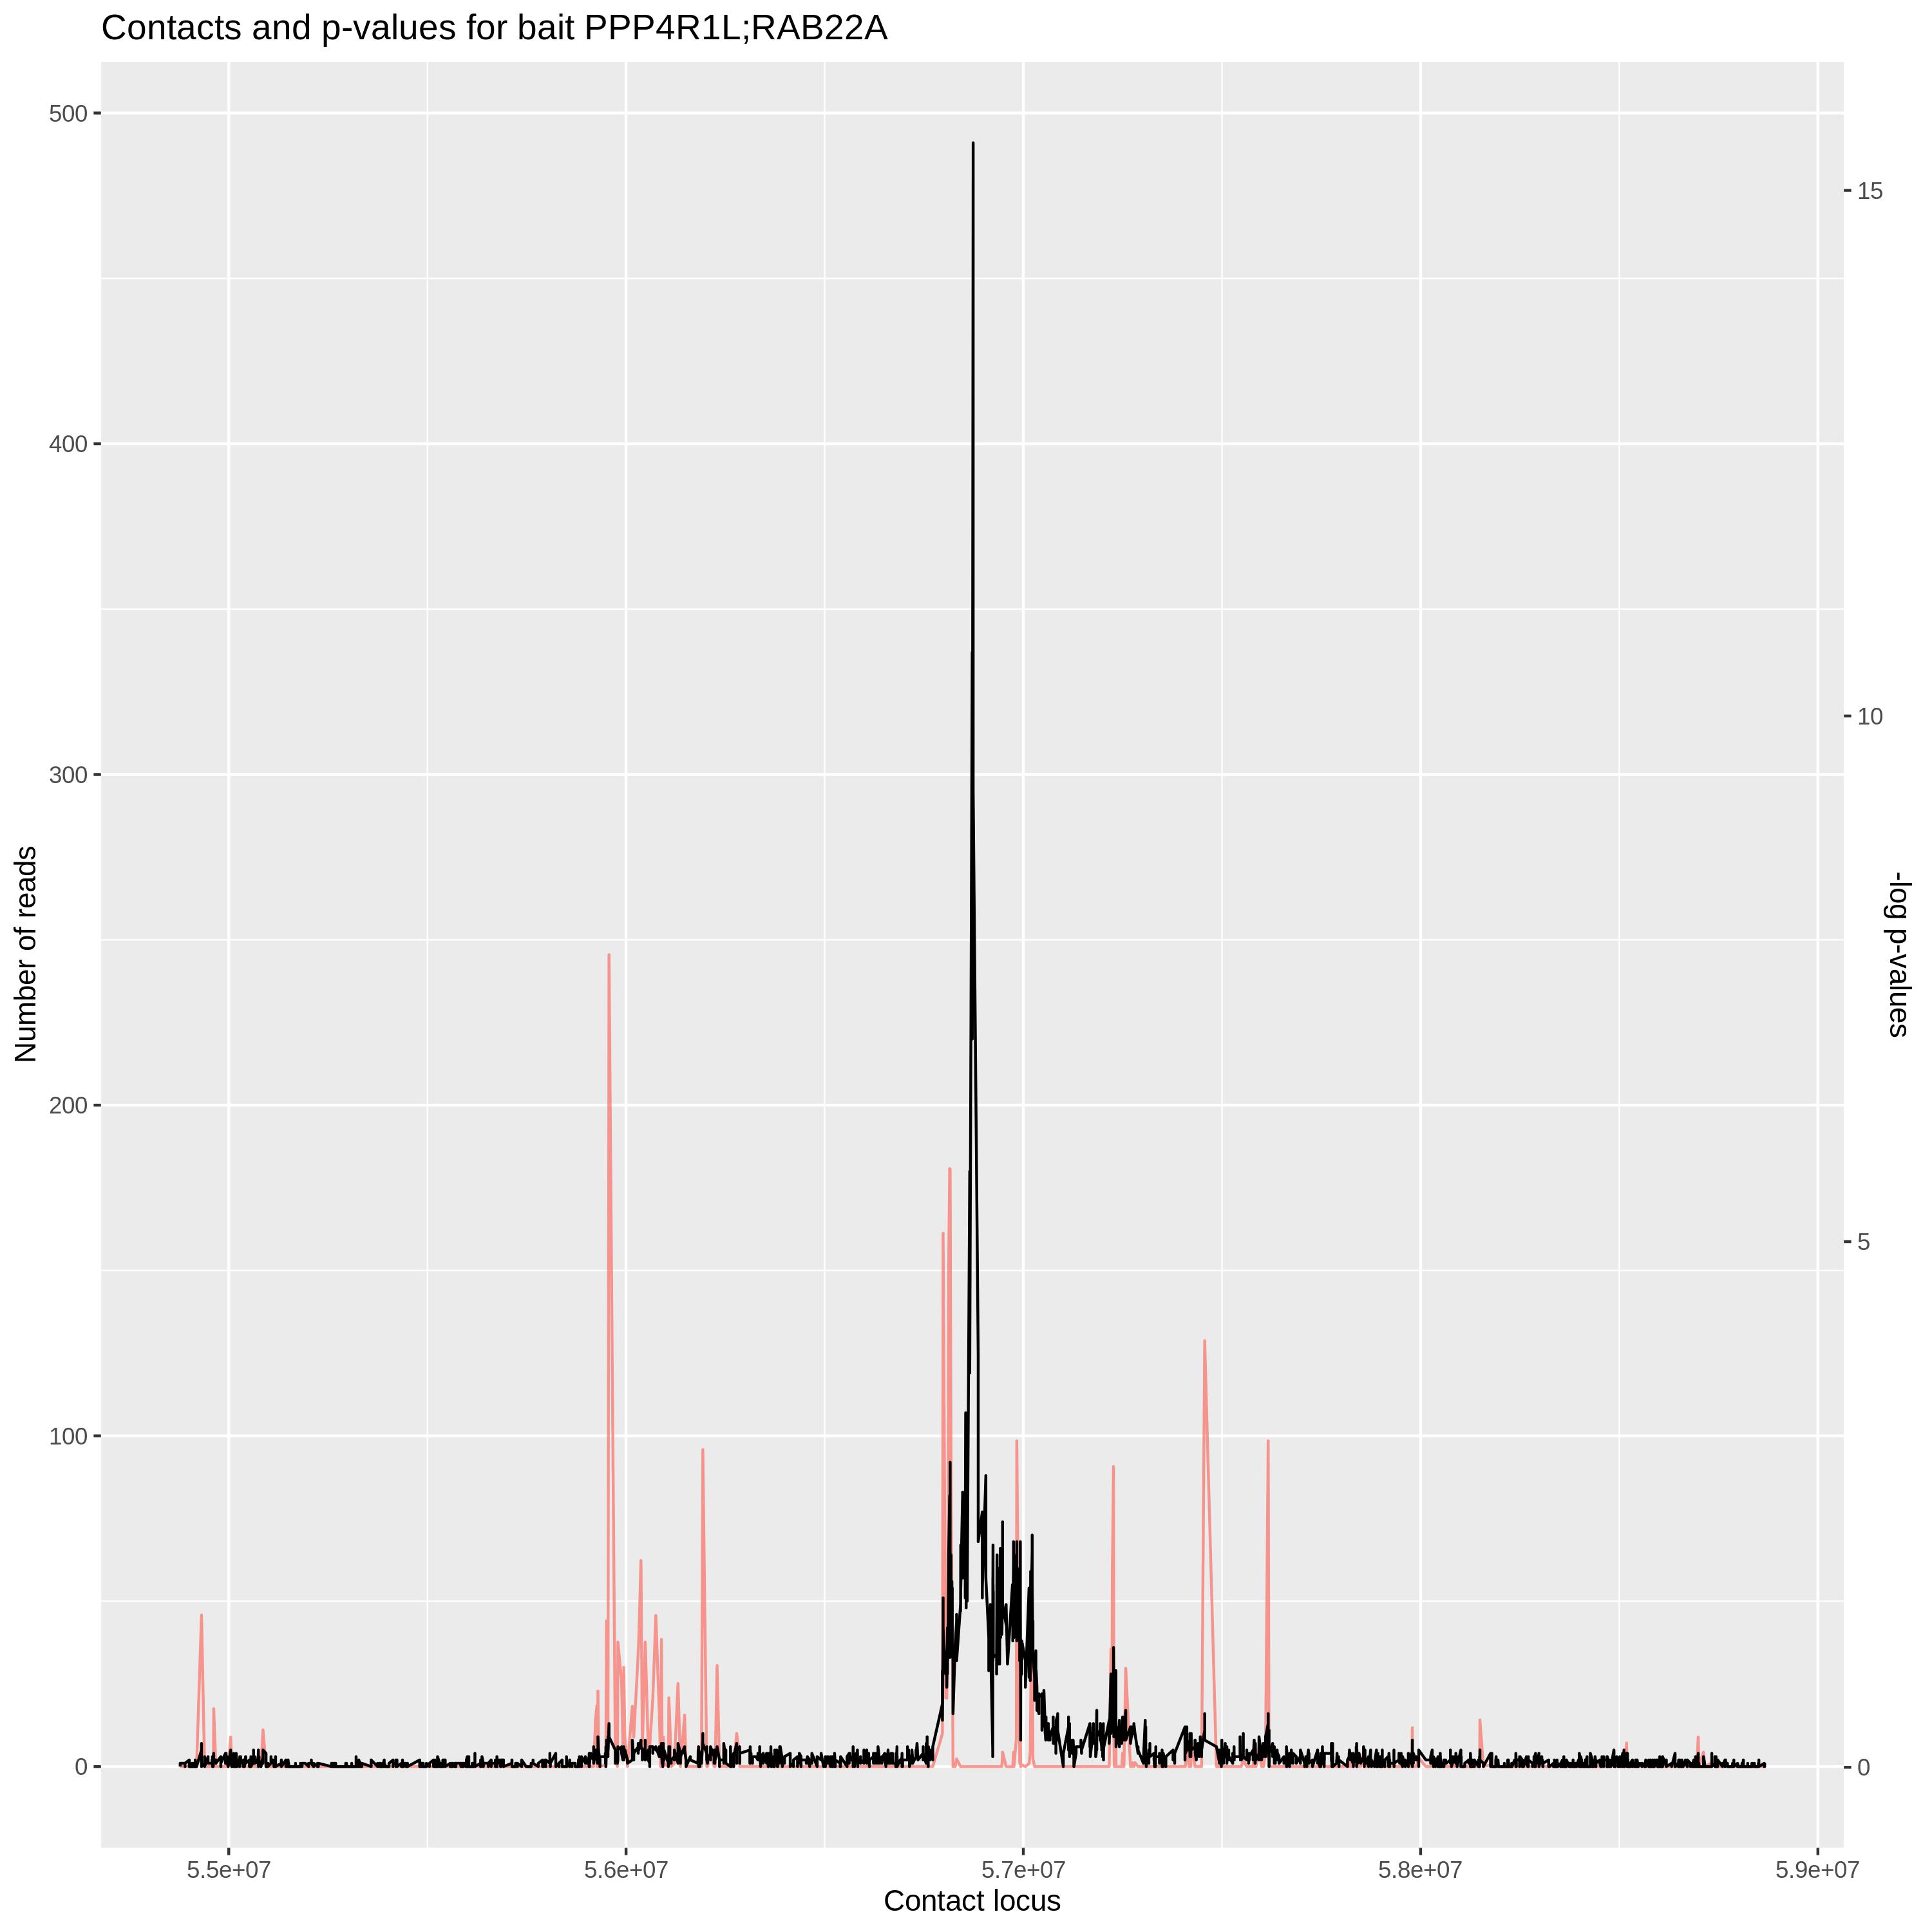 Contacts and p-values for bait PPP4R1L;RAB22A
500
400
300
200
100
0
Number of reads
15
10
5
0
-log p-values
5.5e+07 5.6e+07 5.7e+07 5.8e+07 5.9e+07
Contact locus